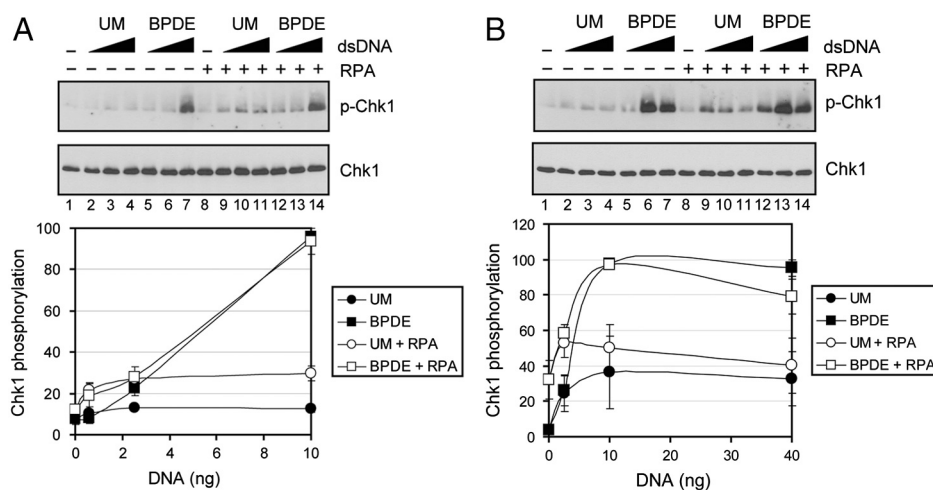 A
UM BPDE
– dsDNA –
– – – – – – – + + + + + + + RPA
UM BPDE
p-Chk1
Chk1
1 2 3 4 5 6 7 8 9 10 11 12 13 14
100
80
60
40
20
0
Chk1 phosphorylation
0 2 4 6 8 10
DNA (ng)
UM
BPDE
UM + RPA
BPDE + RPA
B
UM BPDE UM BPDE
– – dsDNA
– – – – – – – + + + + + + + RPA
p-Chk1
Chk1
1 2 3 4 5 6 7 8 9 10 11 12 13 14
120
100
80
60
40
20
0
Chk1 phosphorylation
0 10 20 30 40
DNA (ng)
UM
BPDE
UM + RPA
BPDE + RPA